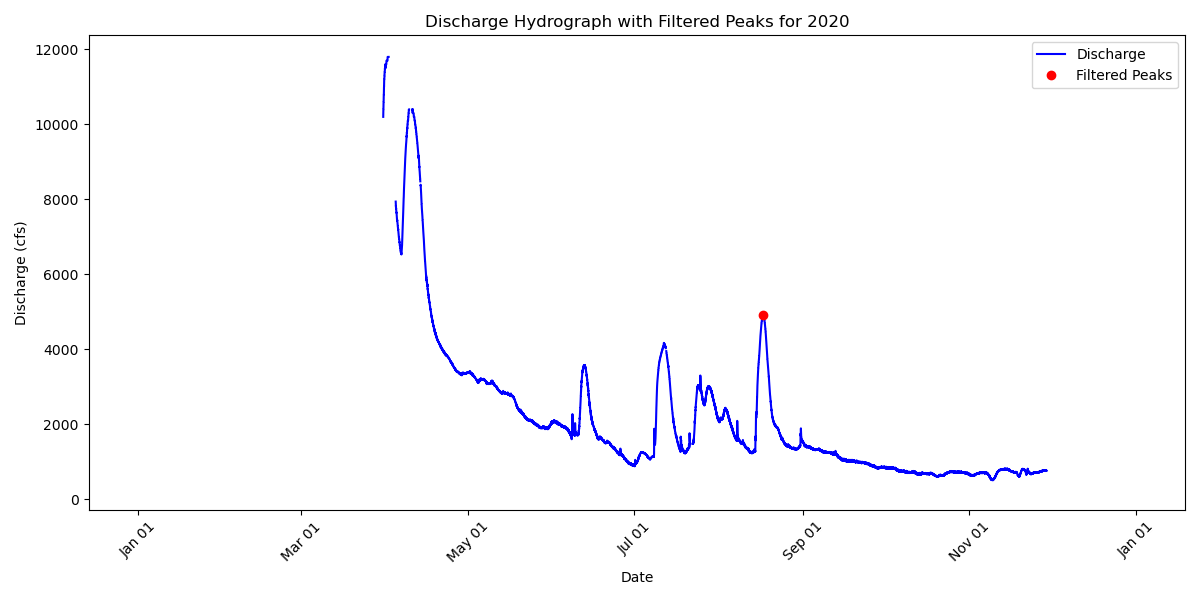 Discharge Hydrograph with Filtered Peaks for 2020
Discharge
Filtered Peaks
Discharge (cfs)
12000
10000
8000
6000
4000
2000
0
Jan 01
Mar 01
May 01
Jul 01
Sep 01
Nov 01
Jan 01
Date